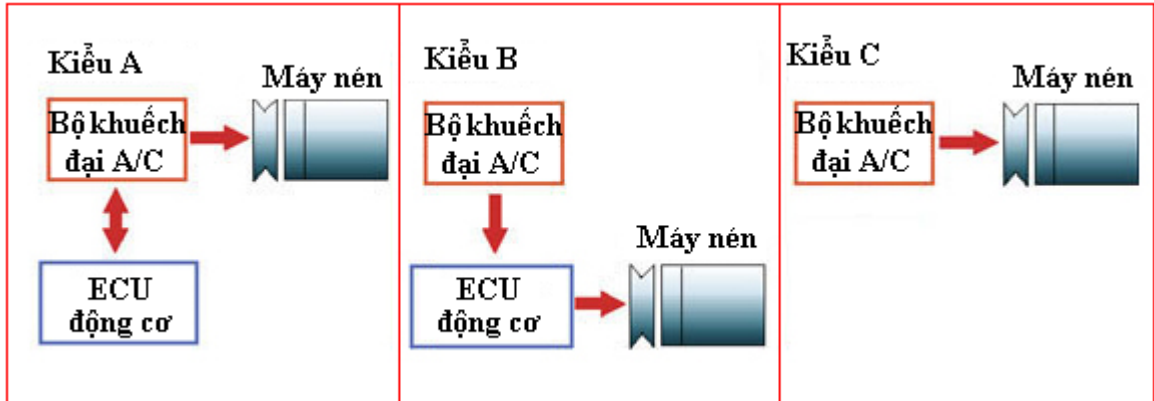 Kiểu A
Máy nén
Bộ khuếch
đại A/C
ECU
động cơ
Kiểu B
Bộ khuếch
đại A/C
Máy nén
ECU
động cơ
Kiểu C
Máy nén
Bộ khuếch
đại A/C